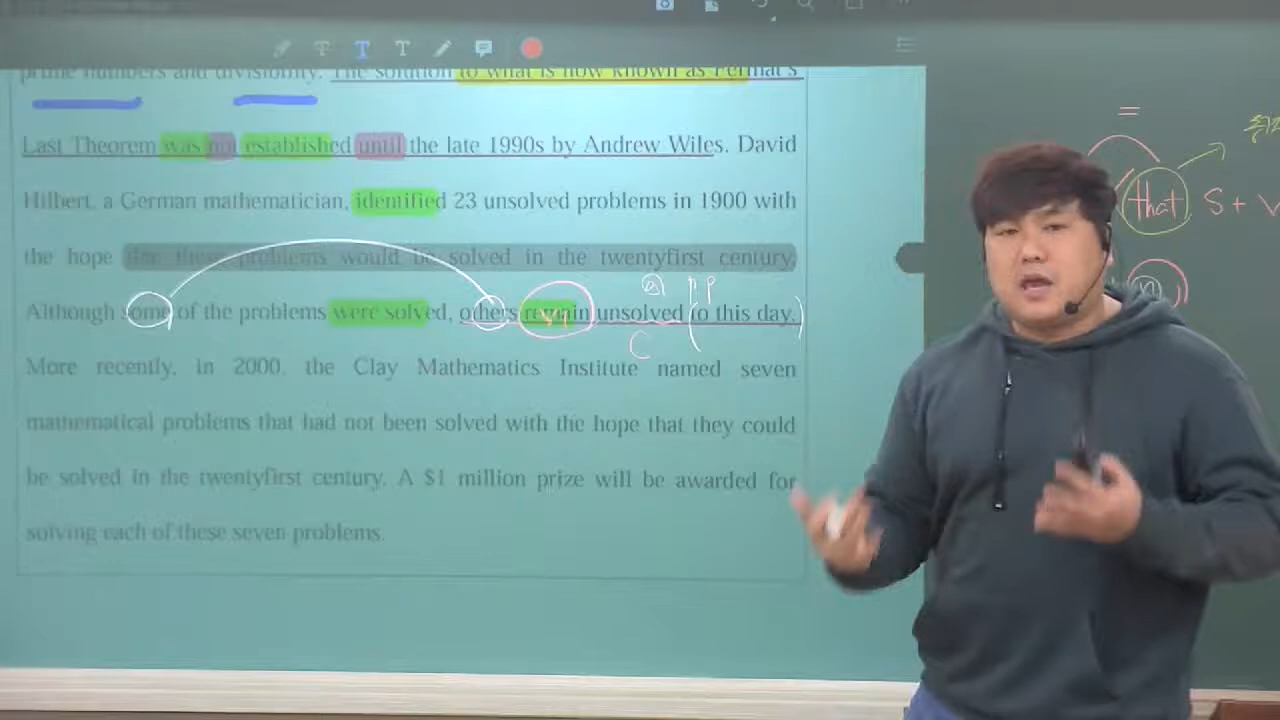 prime numbers and divisibility. The solution to what is now known as Fermat's
Last Theorem was not established until the late 1990s by Andrew Wiles. David
Hilbert, a German mathematician, identified 23 unsolved problems in 1900 with
the hope that these problems would be solved in the twentyfirst century.
Although some of the problems were solved, others remain unsolved to this day.
More recently, in 2000, the Clay Mathematics Institute named seven
mathematical problems that had not been solved with the hope that they could
be solved in the twentyfirst century. A $1 million prize will be awarded for
solving each of these seven problems.
p p
C
=
that S + V